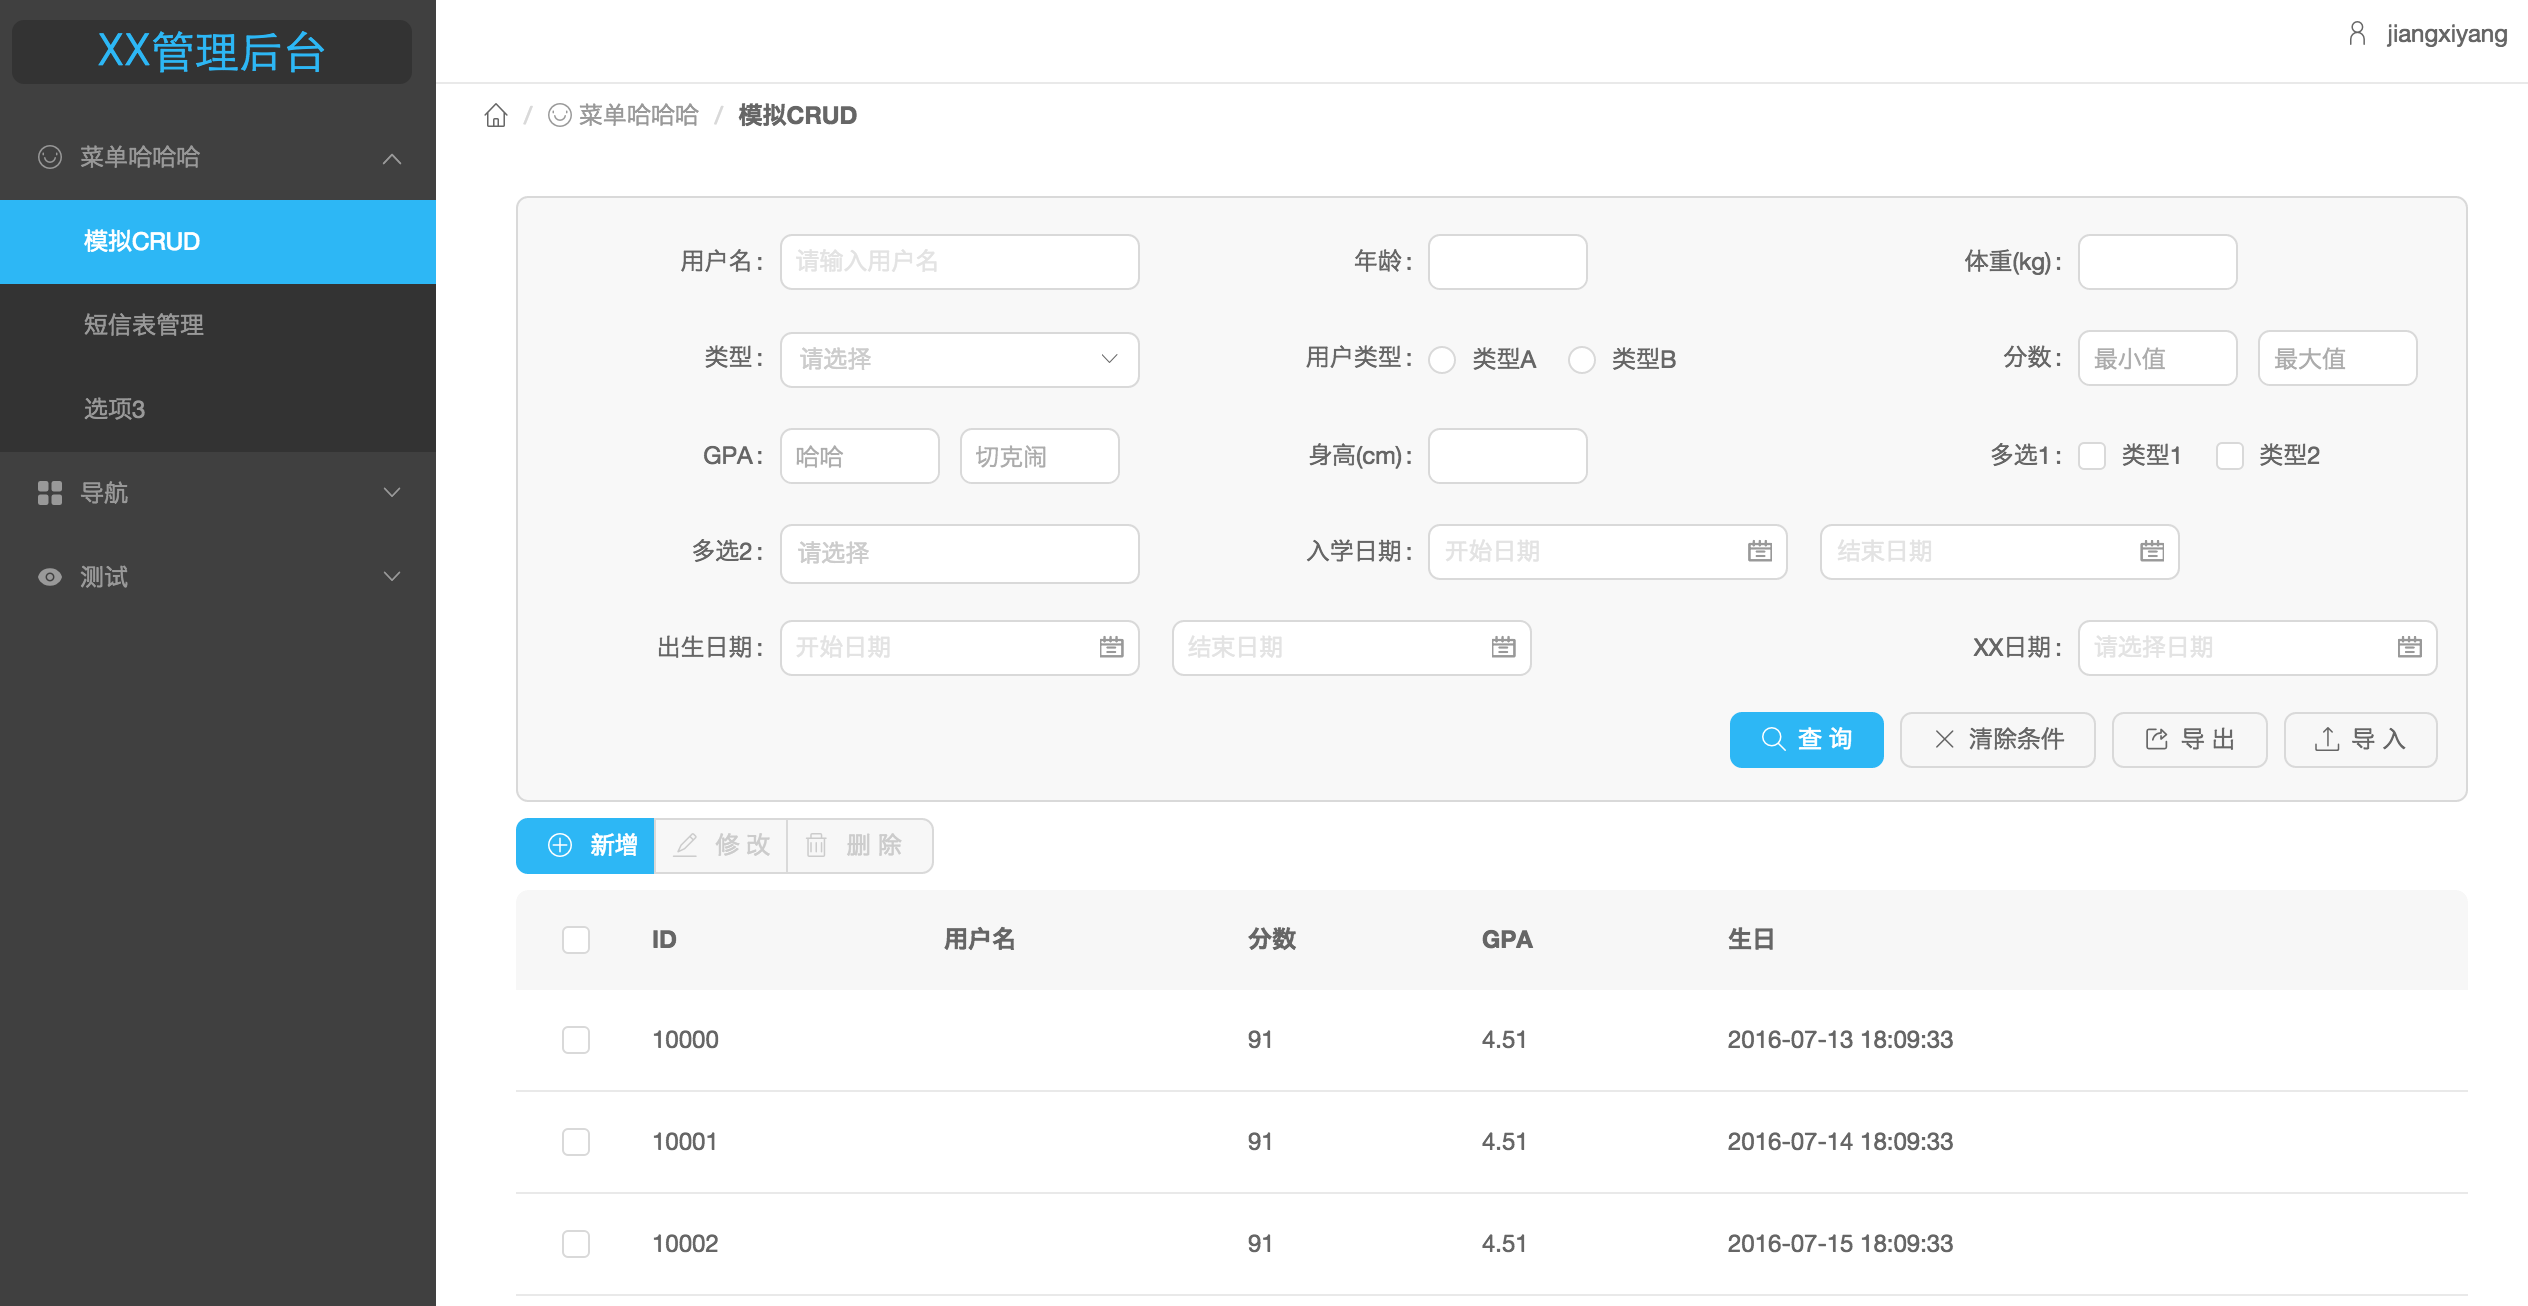 XX管理后台
jiangxiyang
/ 菜单哈哈哈 / 模拟CRUD
菜单哈哈哈
模拟CRUD
短信表管理
选项3
导航
测试
用户名: 请输入用户名 年龄: 体重(kg):
类型: 请选择 用户类型: 类型A 类型B 分数: 最小值 最大值
GPA: 哈哈 切克闹 身高(cm): 多选1: 类型1 类型2
多选2: 请选择 入学日期: 开始日期 结束日期
出生日期: 开始日期 结束日期 XX日期: 请选择日期
查 询 清除条件 导 出 导 入
新增 修 改 删 除
ID 用户名 分数 GPA 生日
10000 91 4.51 2016-07-13 18:09:33
10001 91 4.51 2016-07-14 18:09:33
10002 91 4.51 2016-07-15 18:09:33